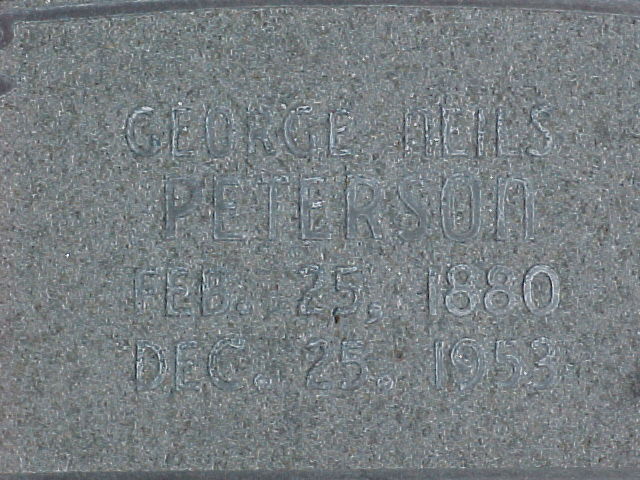 GEORGE NEILS
PETERSON
FEB. 25, 1880
DEC. 25. 1953